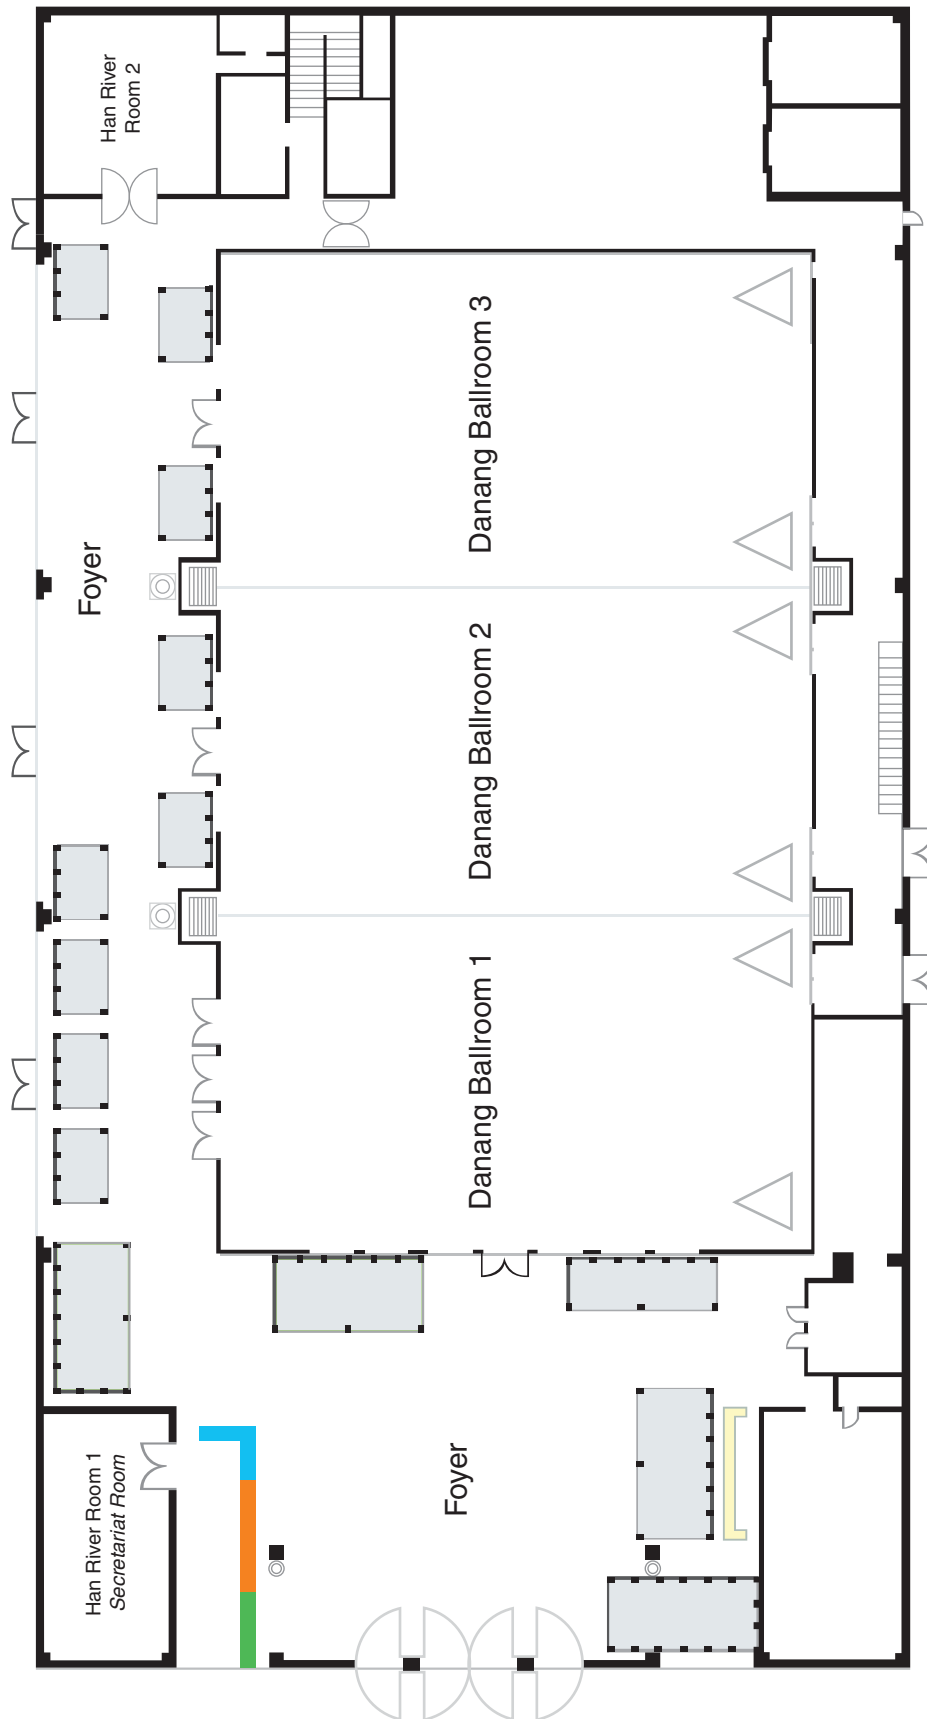 Han River
Room 2
Foyer
Danang Ballroom 3
Danang Ballroom 2
Danang Ballroom 1
Han River Room 1
Secretariat Room
Foyer